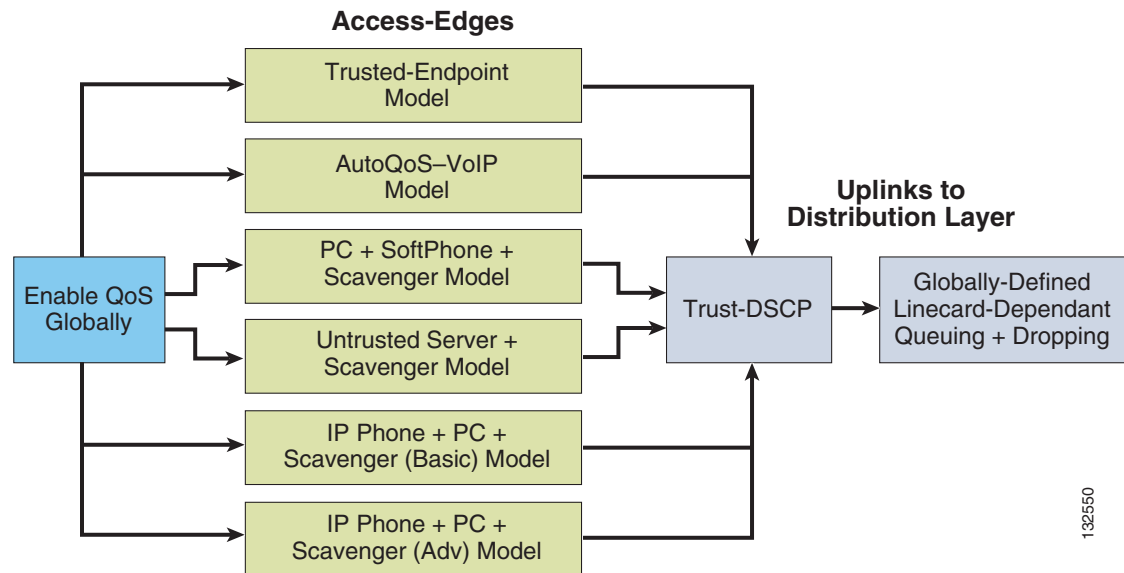 Access-Edges
Trusted-Endpoint
Model
AutoQoS–VoIP
Model
PC + SoftPhone +
Scavenger Model
Untrusted Server +
Scavenger Model
IP Phone + PC +
Scavenger (Basic) Model
IP Phone + PC +
Scavenger (Adv) Model
Enable QoS
Globally
Trust-DSCP
Uplinks to
Distribution Layer
Globally-Defined
Linecard-Dependant
Queuing + Dropping
132550